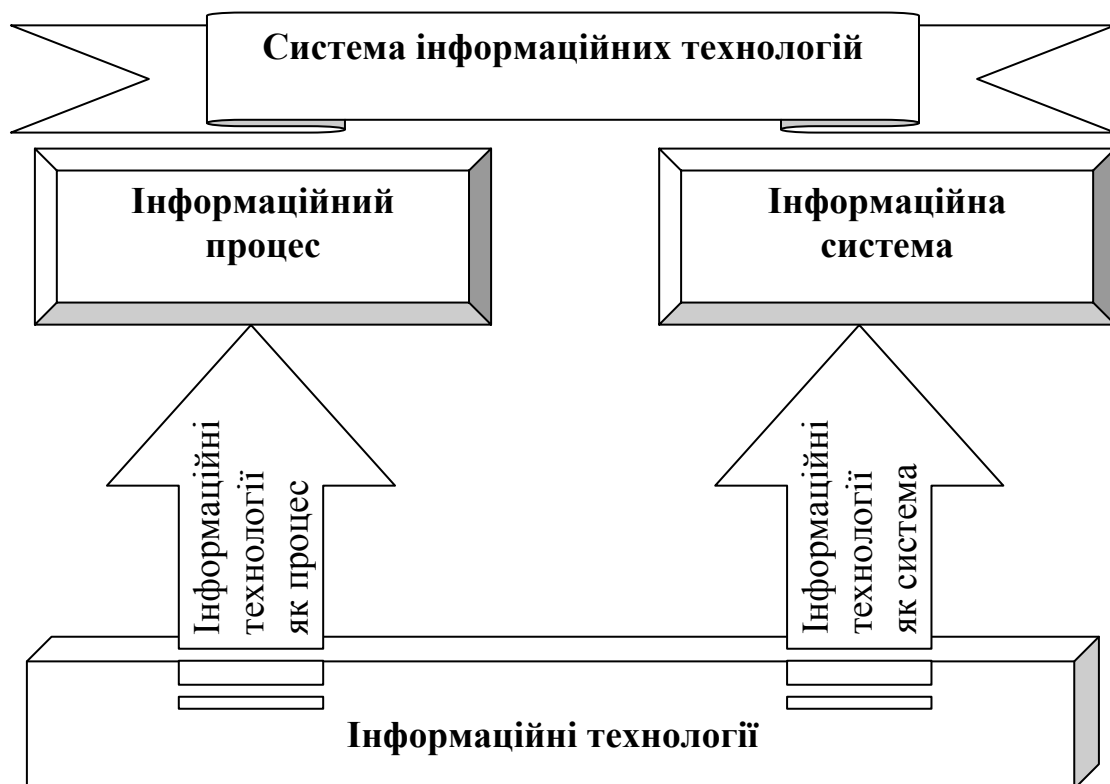 Система інформаційних технологій
Інформаційний
процес
Інформаційна
система
Інформаційні
технології
як процес
Інформаційні
технології
як система
Інформаційні технології